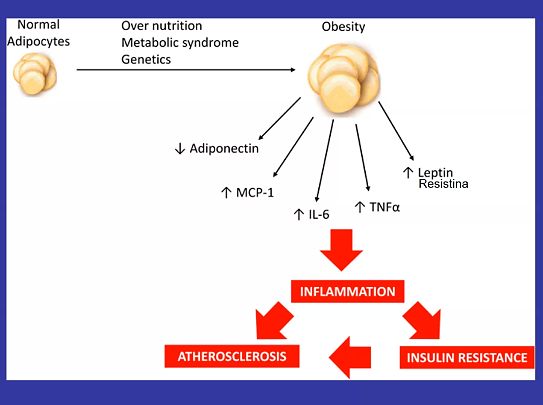 Normal
Adipocytes
Over nutrition
Metabolic syndrome
Genetics
Obesity
↓ Adiponectin
↑ MCP-1
↑ IL-6
↑ TNFα
↑ Leptin
Resistina
INFLAMMATION
ATHEROSCLEROSIS
INSULIN RESISTANCE